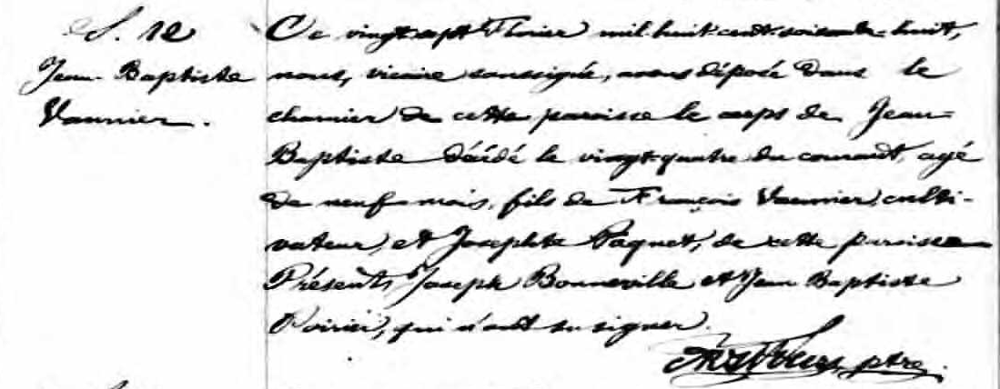 S. 12
Jean-Baptiste
Vannier.
Ce vingt-sept Février mil huit cent soixante-huit,
nous, vicaire soussigné, avons déposé dans le
charnier de cette paroisse le corps de Jean-
Baptiste décédé le vingt-quatre du courant, agé
de neuf mois, fils de François Vannier, culti-
vateur, et Josephte Paquet, de cette paroisse
Présents Joseph Bonneville et Jean Baptiste
Poirier, qui n'ont su signer.
ptre.